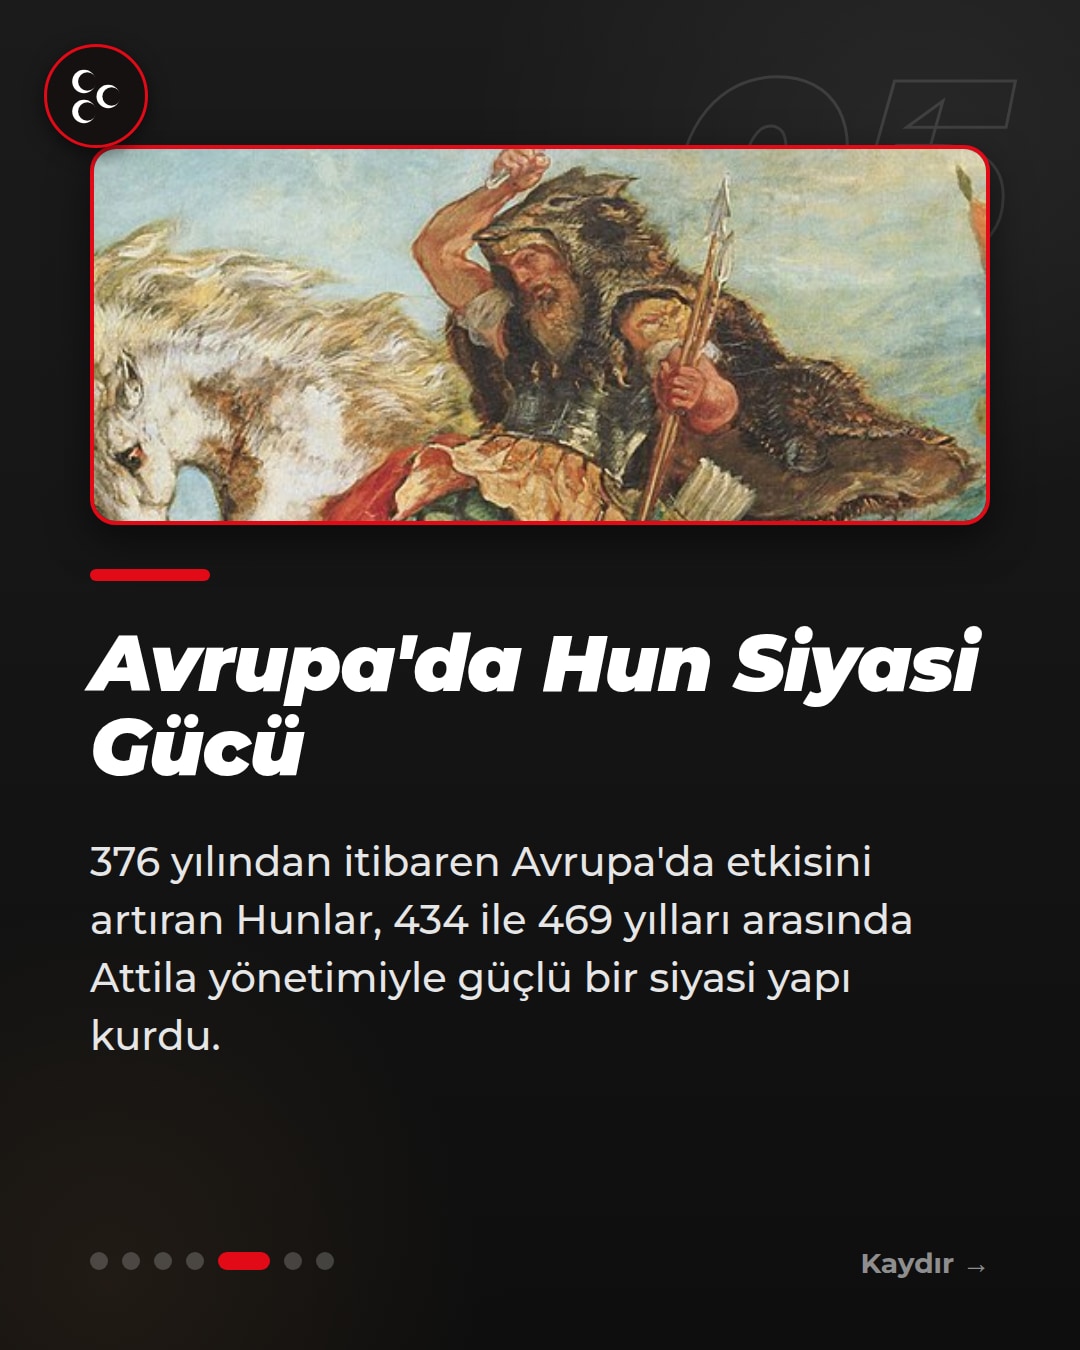 05
Avrupa'da Hun Siyasi
Gücü
376 yılından itibaren Avrupa'da etkisini
artıran Hunlar, 434 ile 469 yılları arasında
Attila yönetimiyle güçlü bir siyasi yapı
kurdu.
Kaydır →